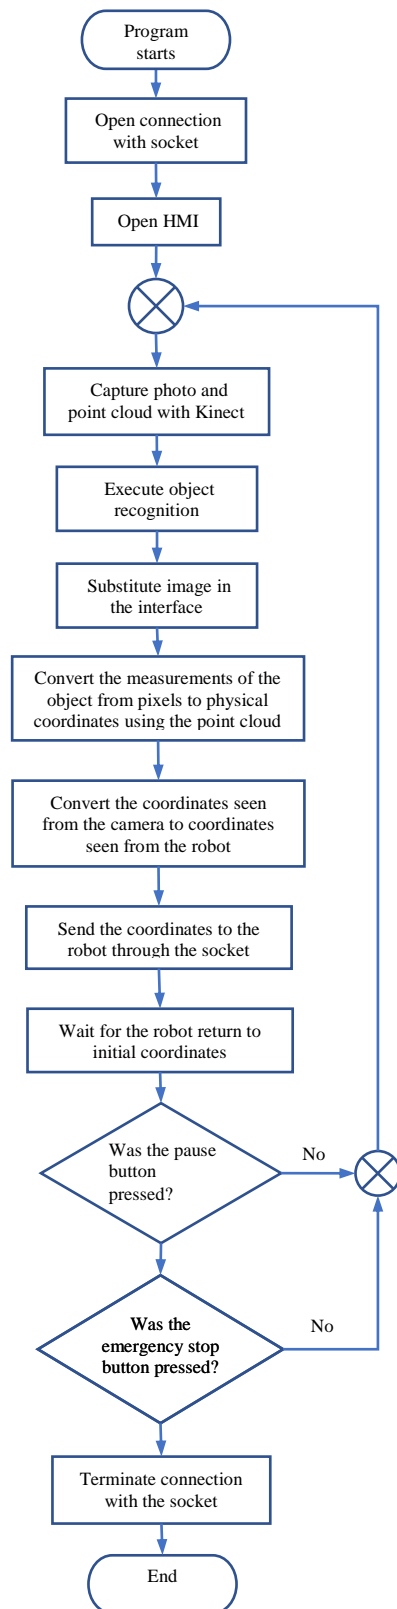 Program
starts
Open connection
with socket
Open HMI
Capture photo and
point cloud with Kinect
Execute object
recognition
Substitute image in
the interface
Convert the measurements of the
object from pixels to physical
coordinates using the point cloud
Convert the coordinates seen
from the camera to coordinates
seen from the robot
Send the coordinates to the
robot through the socket
Wait for the robot return to
initial coordinates
Was the pause
button
pressed?
No
Was the
emergency stop
button pressed?
No
Terminate connection
with the socket
End